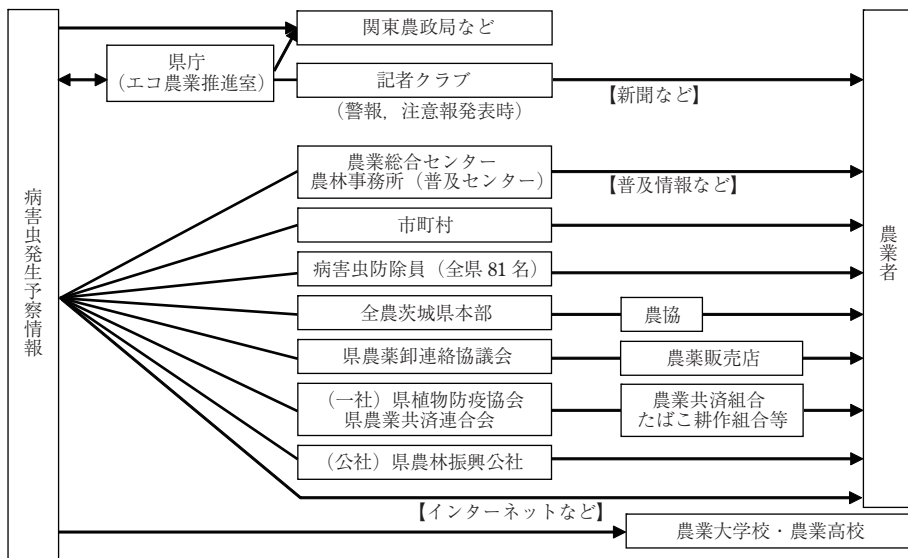 関東農政局など
県庁
（エコ農業推進室）
記者クラブ
（警報，注意報発表時）
【新聞など】
農業総合センター
農林事務所（普及センター）
【普及情報など】
市町村
病害虫防除員（全県 81 名）
全農茨城県本部
農協
県農薬卸連絡協議会
農薬販売店
（一社）県植物防疫協会
県農業共済連合会
農業共済組合
たばこ耕作組合等
（公社）県農林振興公社
【インターネットなど】
農業大学校・農業高校
病害虫発生予察情報
農業者